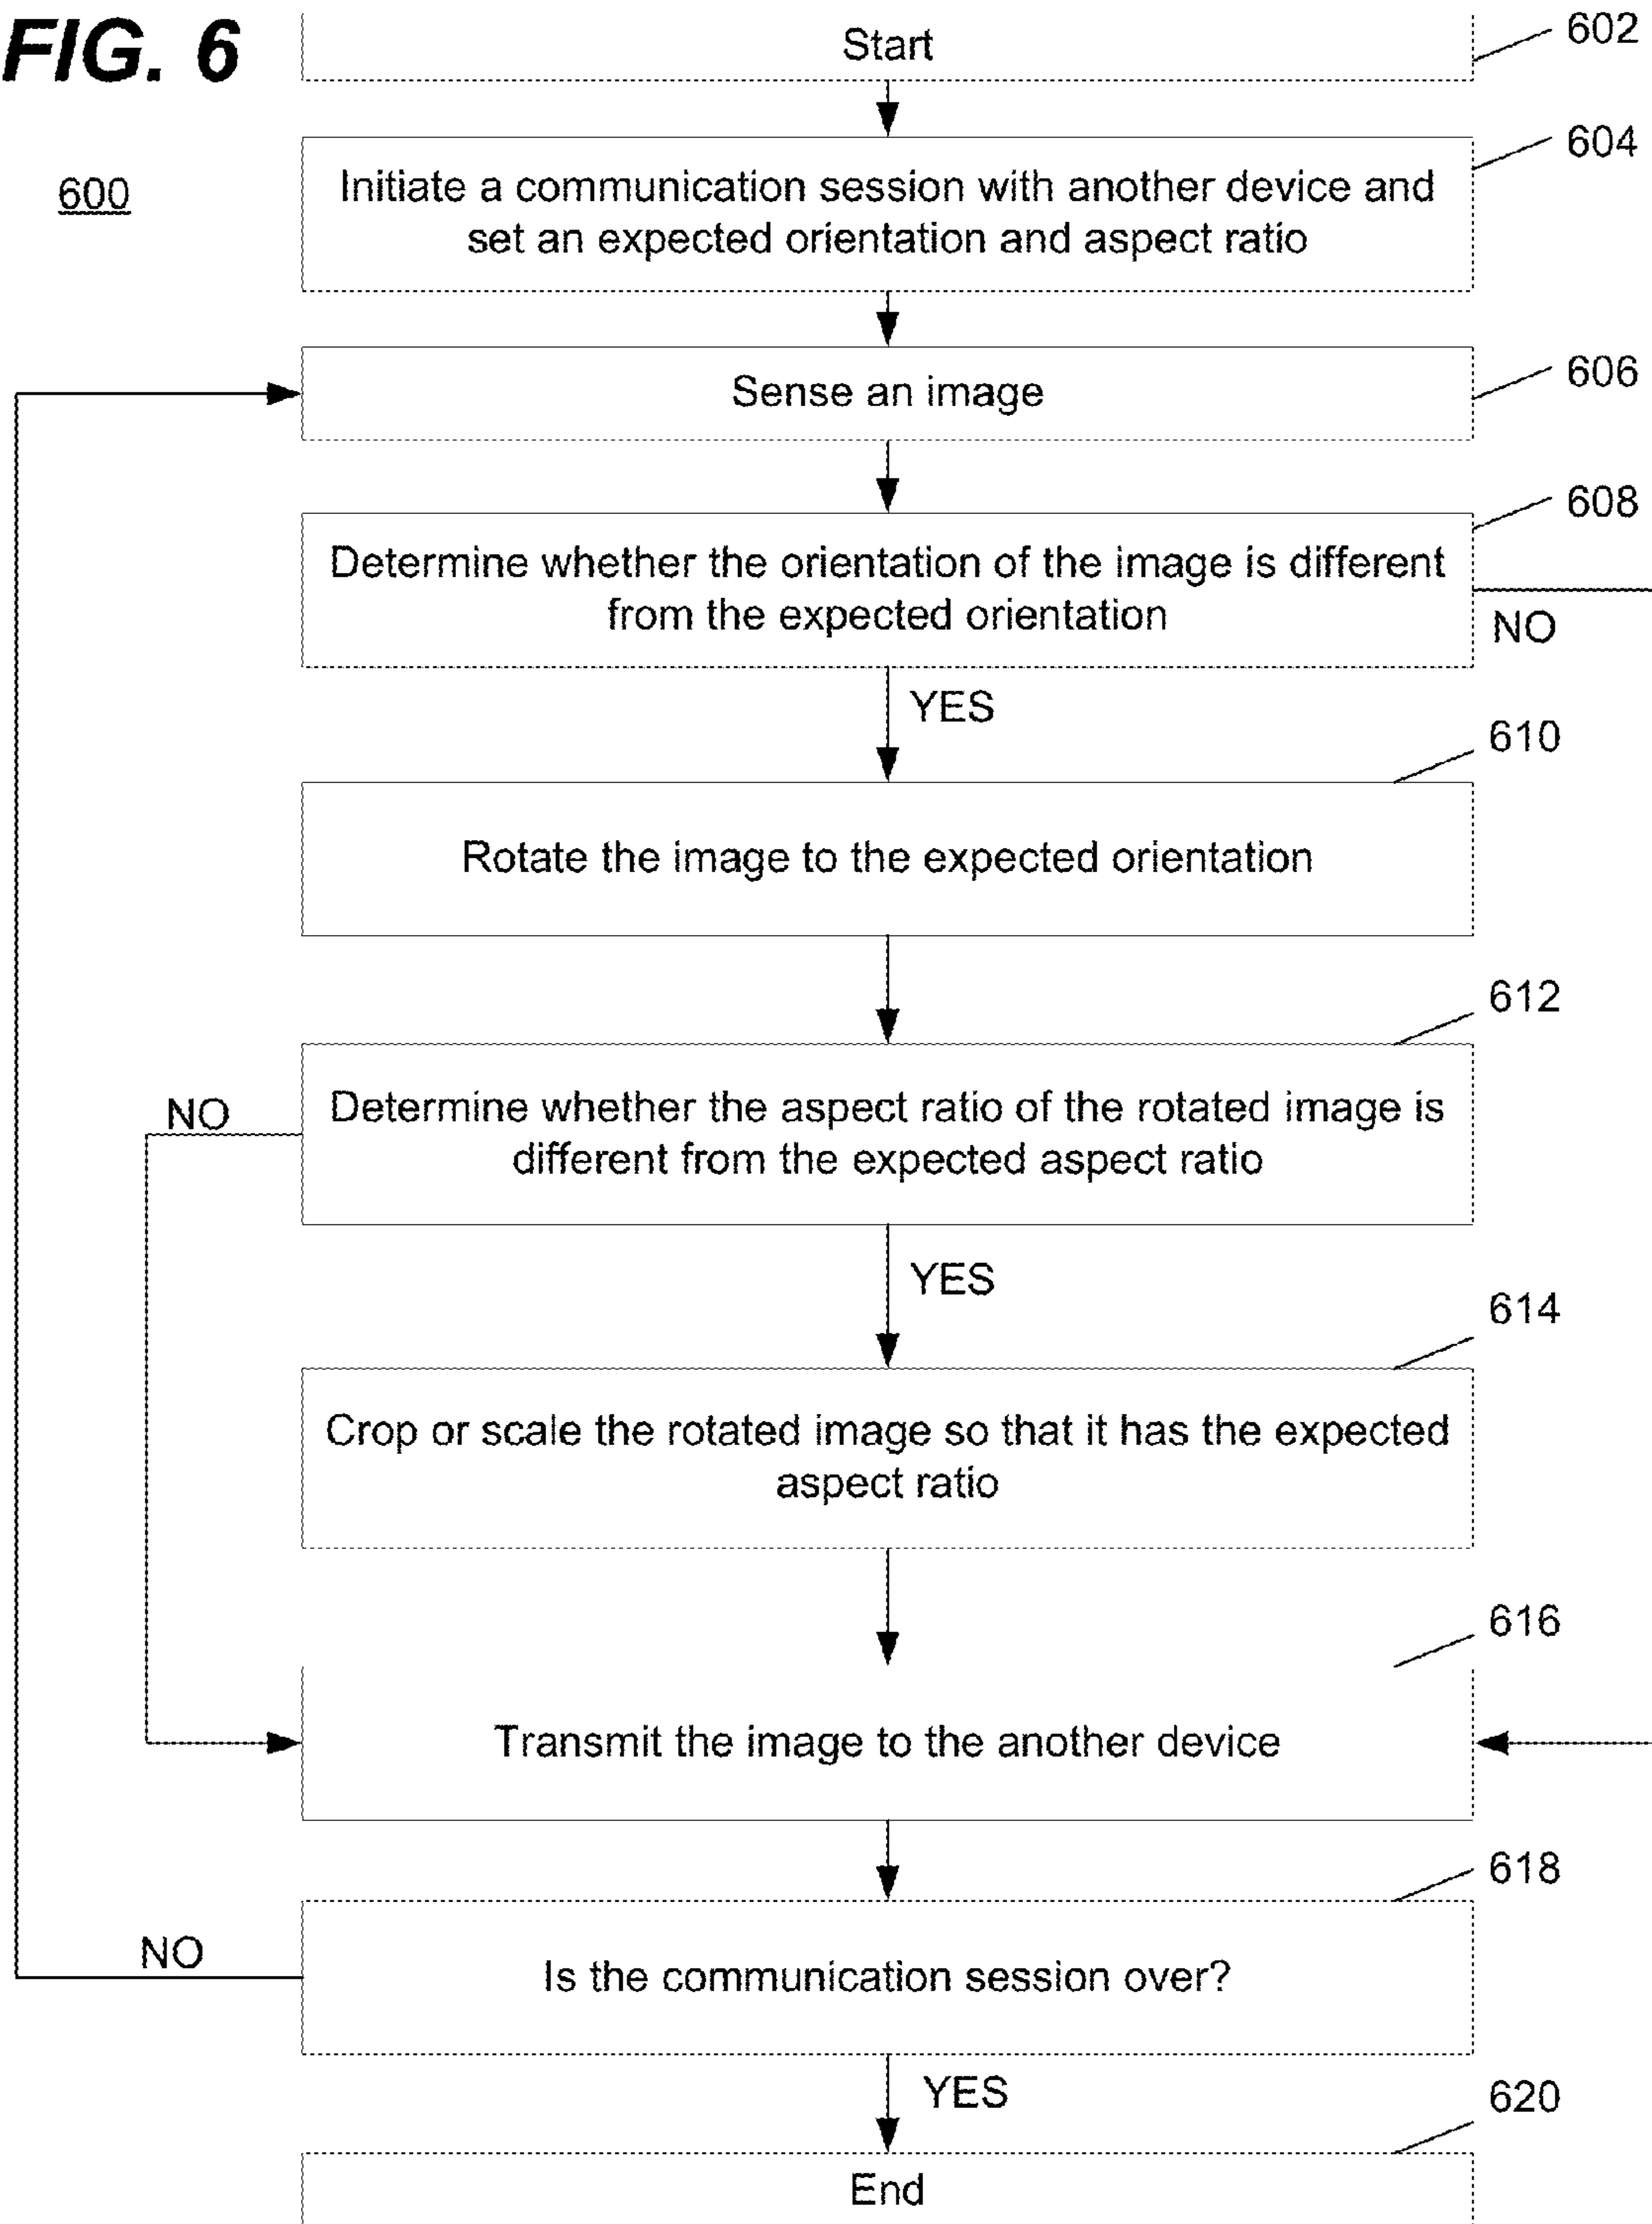 FIG. 6
600
Start
602
Initiate a communication session with another device and
set an expected orientation and aspect ratio
604
Sense an image
606
Determine whether the orientation of the image is different
from the expected orientation
608
NO
YES
Rotate the image to the expected orientation
610
Determine whether the aspect ratio of the rotated image is
different from the expected aspect ratio
612
NO
YES
Crop or scale the rotated image so that it has the expected
aspect ratio
614
Transmit the image to the another device
616
Is the communication session over?
618
NO
YES
End
620